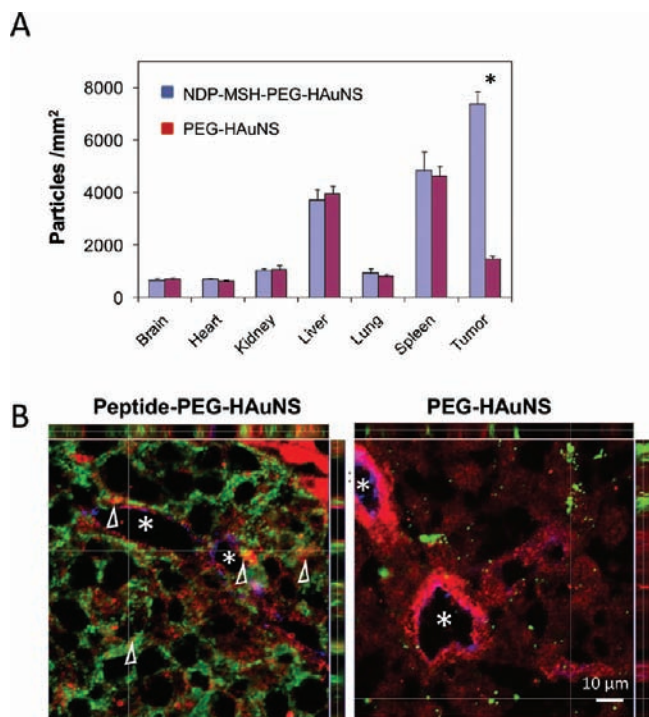 A
8000
6000
4000
2000
0
Particles /mm²
NDP-MSH-PEG-HAuNS
PEG-HAuNS
*
Brain
Heart
Kidney
Liver
Lung
Spleen
Tumor
B
Peptide-PEG-HAuNS
PEG-HAuNS
* *
* *
10 µm